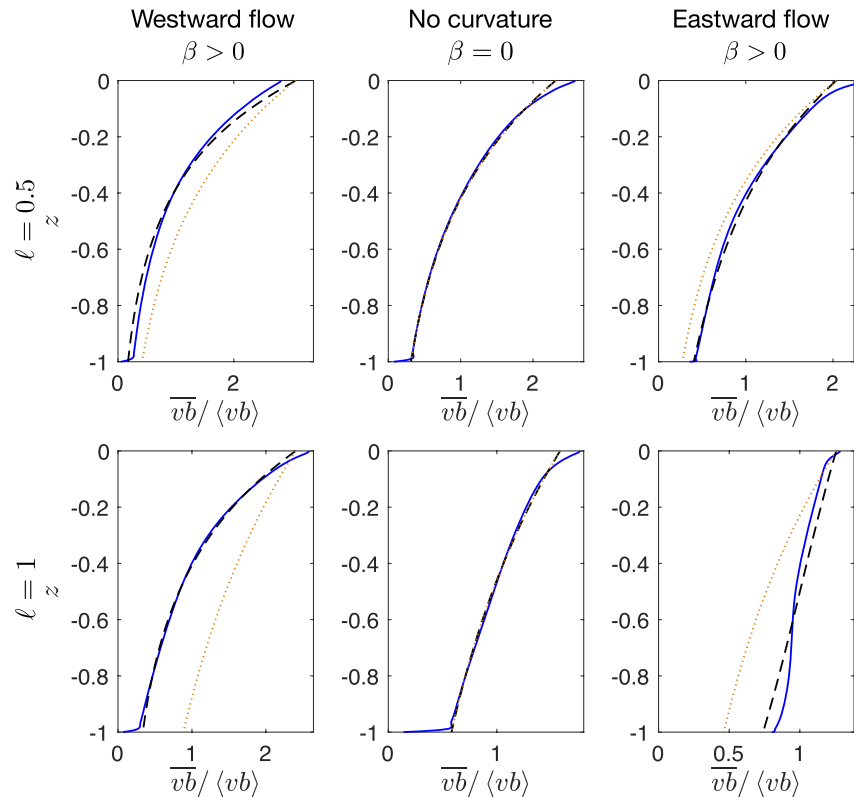 Westward flow No curvature Eastward flow
β > 0 β = 0 β > 0
0 0 0
-0.2 -0.2 -0.2
-0.4 -0.4 -0.4
ℓ = 0.5
z
-0.6 -0.6 -0.6
-0.8 -0.8 -0.8
-1 -1 -1
0 2 0 1 2 0 1 2
vb/ ⟨vb⟩ vb/ ⟨vb⟩ vb/ ⟨vb⟩
0 0 0
-0.2 -0.2 -0.2
-0.4 -0.4 -0.4
ℓ = 1
z
-0.6 -0.6 -0.6
-0.8 -0.8 -0.8
-1 -1 -1
0 1 2 0 1 0 0.5 1
v̅b̅/ ⟨vb⟩ v̅b̅/ ⟨vb⟩ v̅b̅/ ⟨vb⟩